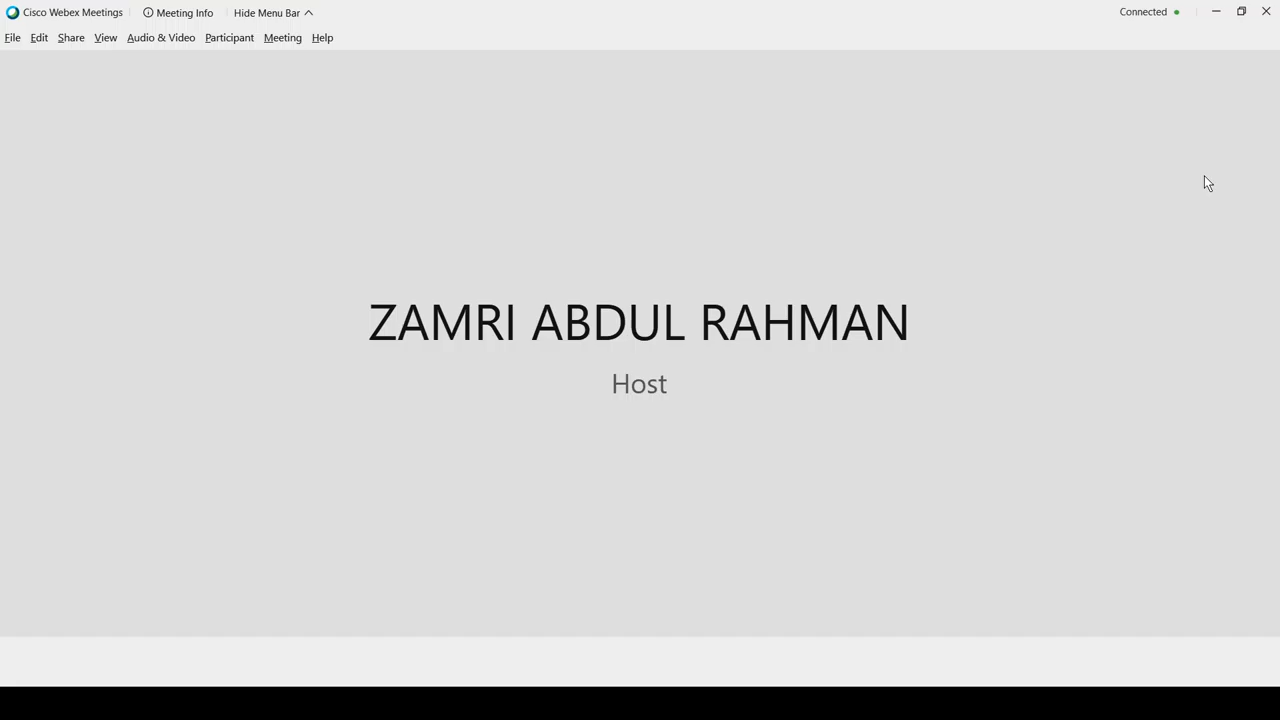 Cisco Webex Meetings Meeting Info Hide Menu Bar Connected
File Edit Share View Audio & Video Participant Meeting Help
ZAMRI ABDUL RAHMAN
Host